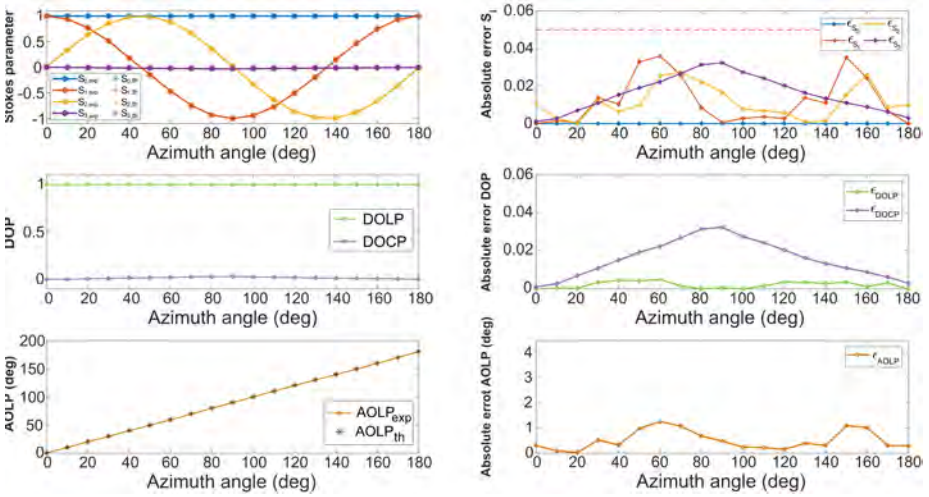 Stokes parameter
1
0.5
0
-0.5
-1
S0,exp S0,th
S1,exp S1,th
S2,exp S2,th
S3,exp S3,th
0 20 40 60 80 100 120 140 160 180
Azimuth angle (deg)
Absolute error Si
0.06
0.04
0.02
0
ϵS0 ϵS2
ϵS1 ϵS3
0 20 40 60 80 100 120 140 160 180
Azimuth angle (deg)
DOP
1
0.5
0
DOLP
DOCP
0 20 40 60 80 100 120 140 160 180
Azimuth angle (deg)
Absolute error DOP
0.06
0.04
0.02
0
ϵDOLP
ϵDOCP
0 20 40 60 80 100 120 140 160 180
Azimuth angle (deg)
AOLP (deg)
200
150
100
50
0
AOLPexp
AOLPth
0 20 40 60 80 100 120 140 160 180
Azimuth angle (deg)
Absolute errot AOLP (deg)
4
3
2
1
0
ϵAOLP
0 20 40 60 80 100 120 140 160 180
Azimuth angle (deg)